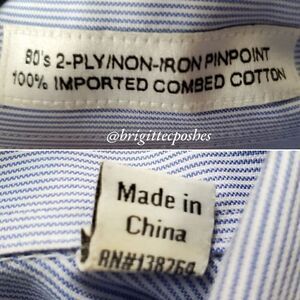 80's 2-PLY/NON-IRON PINPOINT
100% IMPORTED COMBED COTTON
@brigittecposhes
Made in
China
RN#138264